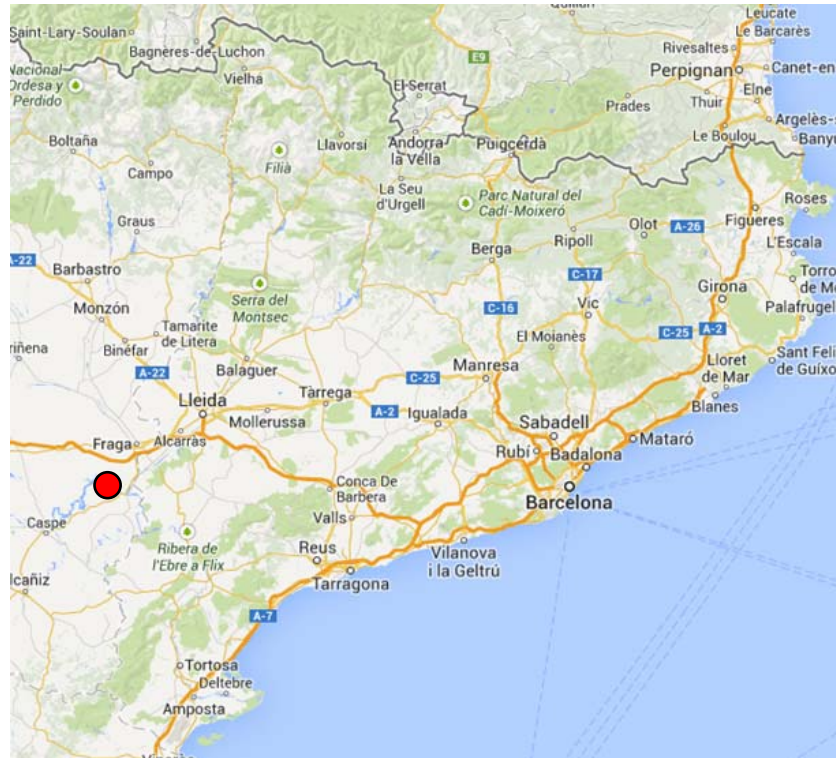 Saint-Lary-Soulan
Bagnères-de-Luchon
Leucate
Le Barcarès
Rivesaltes
E9
Perpignan
Canet-en
Nacional
Ordesa y
Perdido
Vielha
El Serrat
Prades
Thuir
Elne
Argelès-s
Le Boulou
Banyu
Boltaña
Campo
Filià
Llavorsí
Andorra
la Vella
Puigcerdà
La Seu
d'Urgell
Parc Natural del
Cadí-Moixeró
Roses
Graus
Ripoll
Olot
A-26
Figueres
L'Escala
A-22
Barbastro
Berga
C-17
Torro
de Mo
Monzón
Serra del
Montsec
C-16
Vic
Girona
Palafrugel
riñena
Binéfar
Tamarite
de Litera
El Moianès
C-25
A-2
A-22
Balaguer
Manresa
Lloret
de Mar
Sant Feli
de Guíxo
Lleida
Tàrrega
C-25
Mollerussa
A-2
Igualada
Blanes
Fraga
Alcarràs
Sabadell
Mataró
Rubí
Badalona
Barcelona
Conca De
Barbera
Caspe
Valls
Ribera de
l'Ebre a Flix
Reus
Vilanova
i la Geltrú
lcañiz
Tarragona
A-7
Tortosa
Deltebre
Amposta